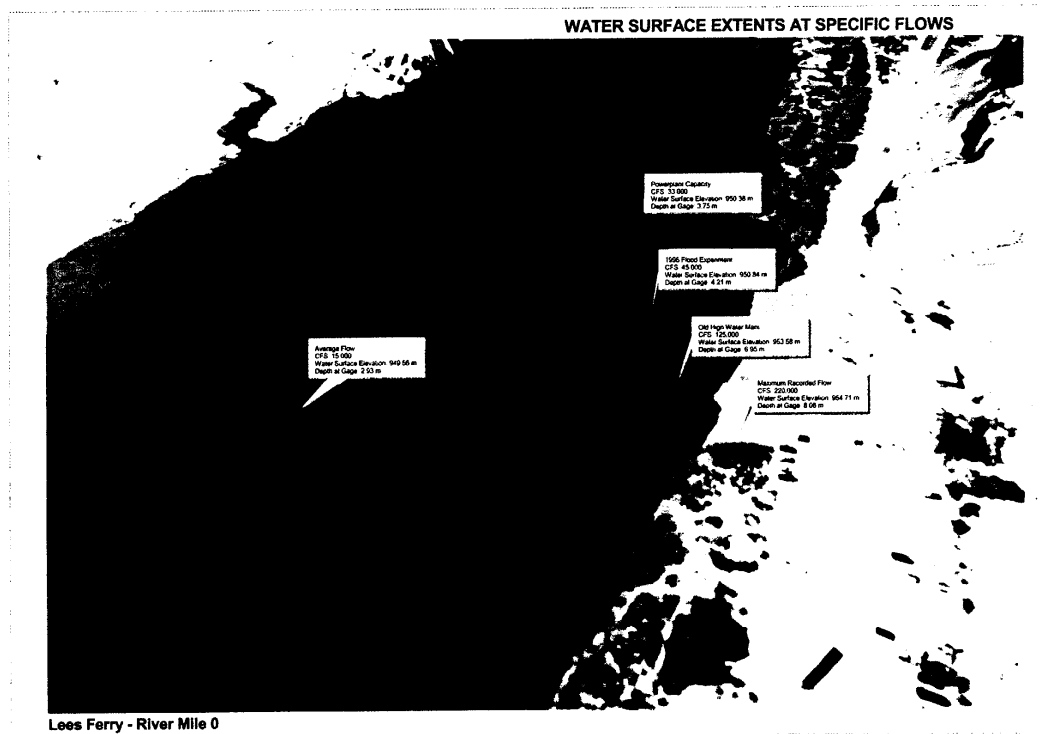 WATER SURFACE EXTENTS AT SPECIFIC FLOWS
Powerplant Capacity
CFS 33,000
Water Surface Elevation 950.38 m
Depth at Gage 3.75 m
1996 Flood Experiment
CFS 45,000
Water Surface Elevation 950.84 m
Depth at Gage 4.21 m
Old High Water Mark
CFS 125,000
Water Surface Elevation 953.58 m
Depth at Gage 6.95 m
Average Flow
CFS 15,000
Water Surface Elevation 949.56 m
Depth at Gage 2.93 m
Maximum Recorded Flow
CFS 220,000
Water Surface Elevation 954.71 m
Depth at Gage 8.08 m
Lees Ferry - River Mile 0